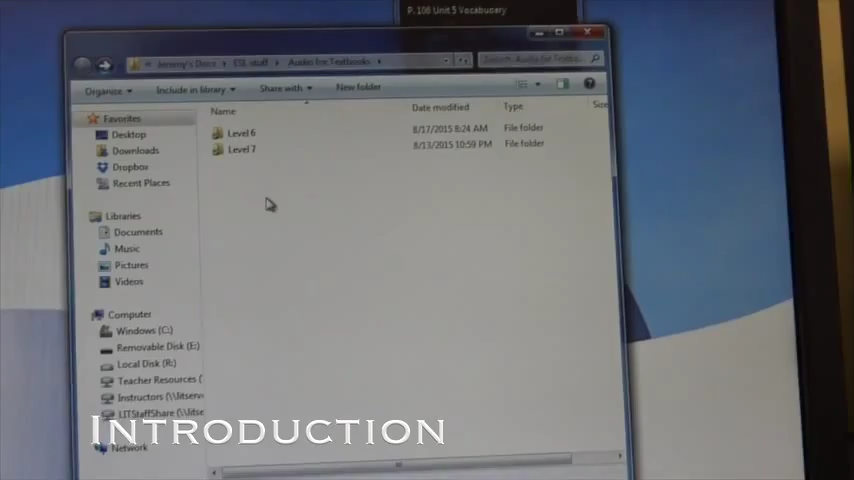 P. 106 Unit 5 Vocabulary
« Jeremy's Docs › ESL stuff › Audio for Textbooks ›
Search Audio for Textbo...
Organize
Include in library
Share with
New folder
Name
Date modified
Type
Size
Favorites
Desktop
Downloads
Dropbox
Recent Places
Level 6
8/17/2015 8:24 AM
File folder
Level 7
8/13/2015 10:59 PM
File folder
Libraries
Documents
Music
Pictures
Videos
Computer
Windows (C:)
Removable Disk (E:)
Local Disk (R:)
Teacher Resources (
Instructors (\\litserv
LITStaffShare (\\litse
Network
INTRODUCTION